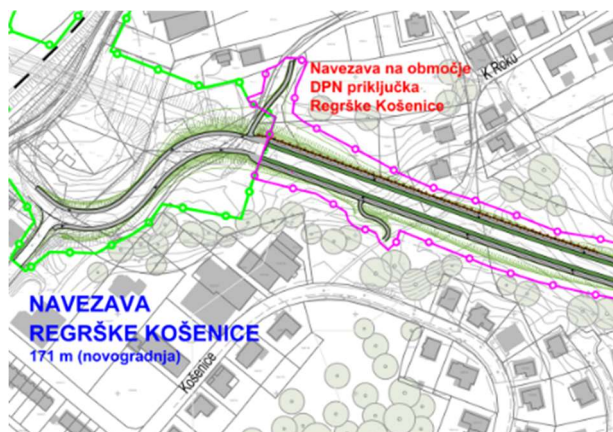 Navezava na območje
DPN priključka
Regrške Košenice
K Roku
NAVEZAVA
REGRŠKE KOŠENICE
171 m (novogradnja)
Košenice